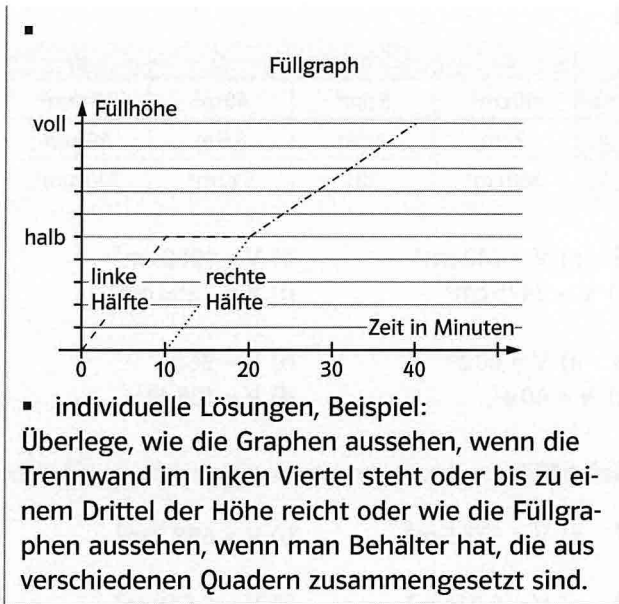 ▪
Füllgraph
Füllhöhe
voll
halb
linke rechte
Hälfte Hälfte
Zeit in Minuten
0 10 20 30 40
▪ individuelle Lösungen, Beispiel:
Überlege, wie die Graphen aussehen, wenn die
Trennwand im linken Viertel steht oder bis zu ei-
nem Drittel der Höhe reicht oder wie die Füllgra-
phen aussehen, wenn man Behälter hat, die aus
verschiedenen Quadern zusammengesetzt sind.